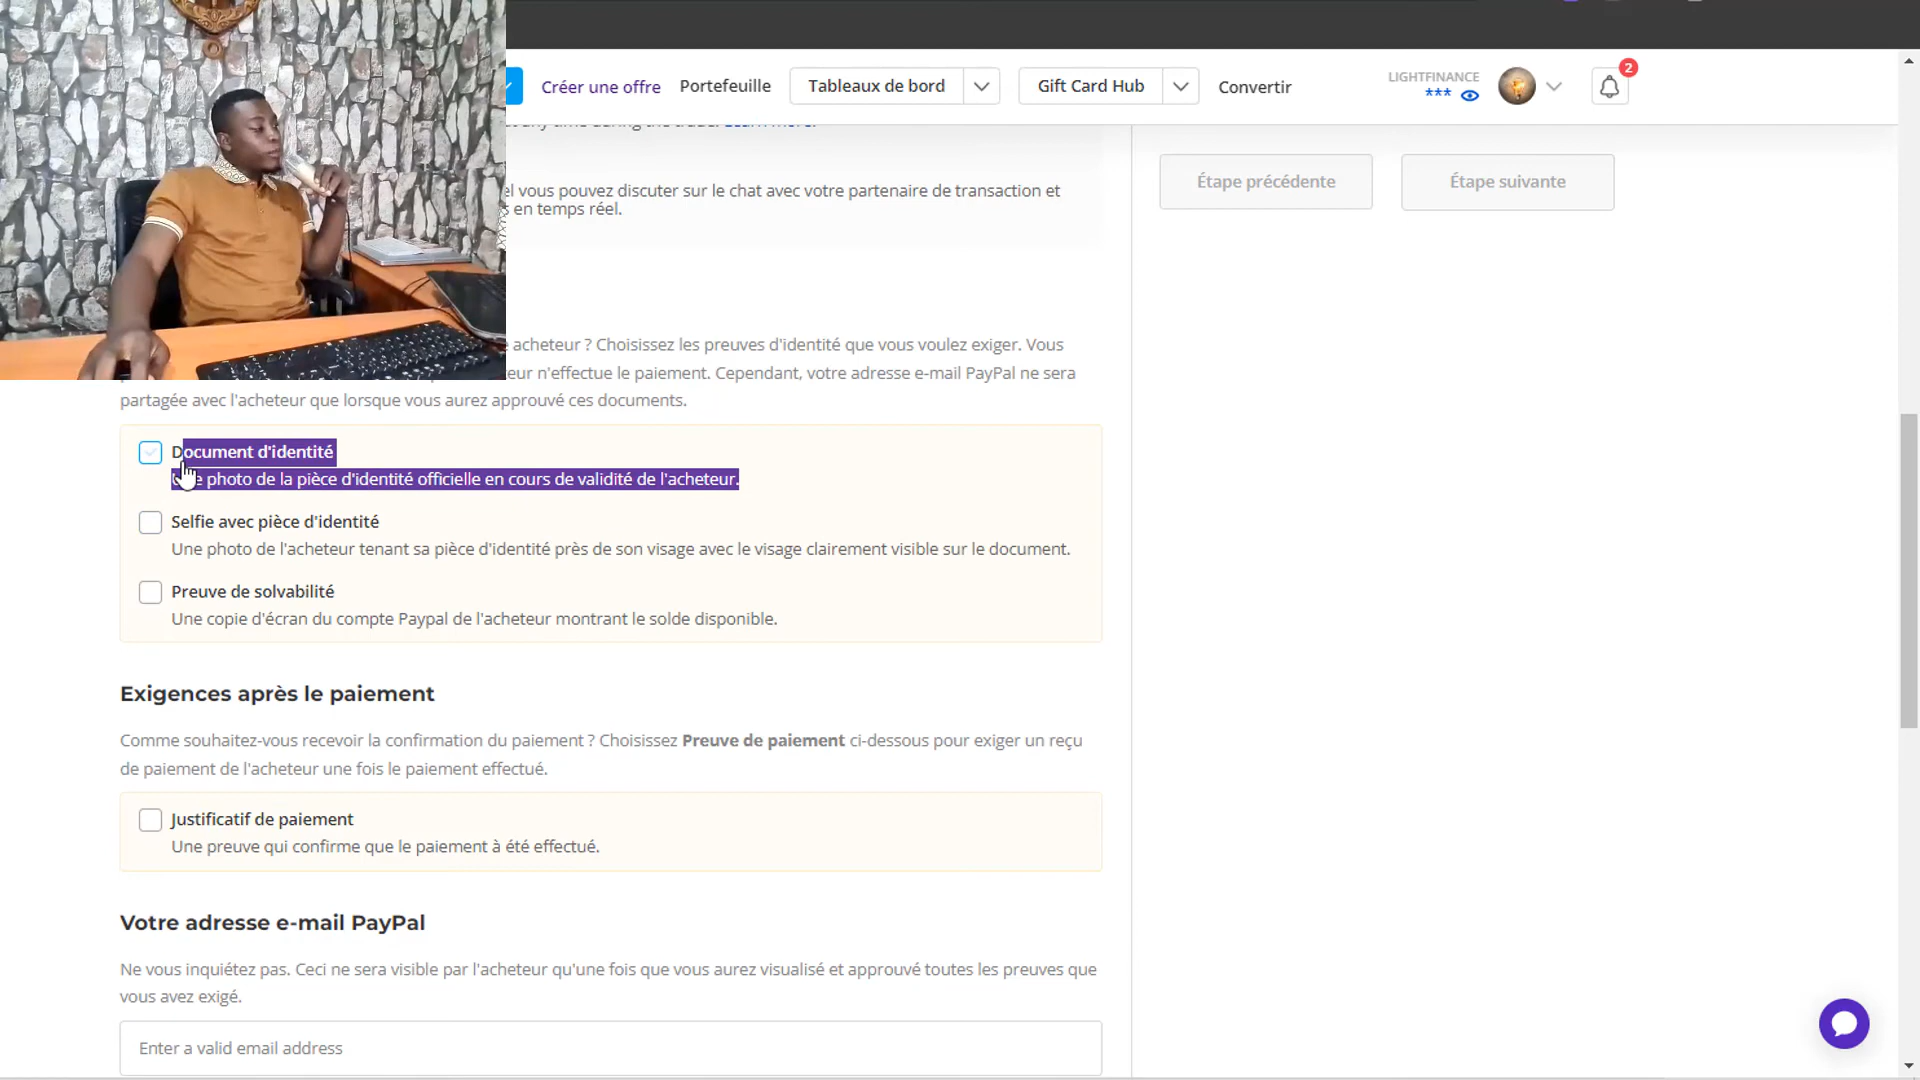 Créer une offre Portefeuille Tableaux de bord Gift Card Hub Convertir LIGHTFINANCE *** 2
Étape précédente Étape suivante
vous pouvez discuter sur le chat avec votre partenaire de transaction et
en temps réel.
acheteur ? Choisissez les preuves d'identité que vous voulez exiger. Vous
n'effectue le paiement. Cependant, votre adresse e-mail PayPal ne sera
partagée avec l'acheteur que lorsque vous aurez approuvé ces documents.
Document d'identité
photo de la pièce d'identité officielle en cours de validité de l'acheteur.
Selfie avec pièce d'identité
Une photo de l'acheteur tenant sa pièce d'identité près de son visage avec le visage clairement visible sur le document.
Preuve de solvabilité
Une copie d'écran du compte Paypal de l'acheteur montrant le solde disponible.
Exigences après le paiement
Comme souhaitez-vous recevoir la confirmation du paiement ? Choisissez Preuve de paiement ci-dessous pour exiger un reçu
de paiement de l'acheteur une fois le paiement effectué.
Justificatif de paiement
Une preuve qui confirme que le paiement à été effectué.
Votre adresse e-mail PayPal
Ne vous inquiétez pas. Ceci ne sera visible par l'acheteur qu'une fois que vous aurez visualisé et approuvé toutes les preuves que
vous avez exigé.
Enter a valid email address